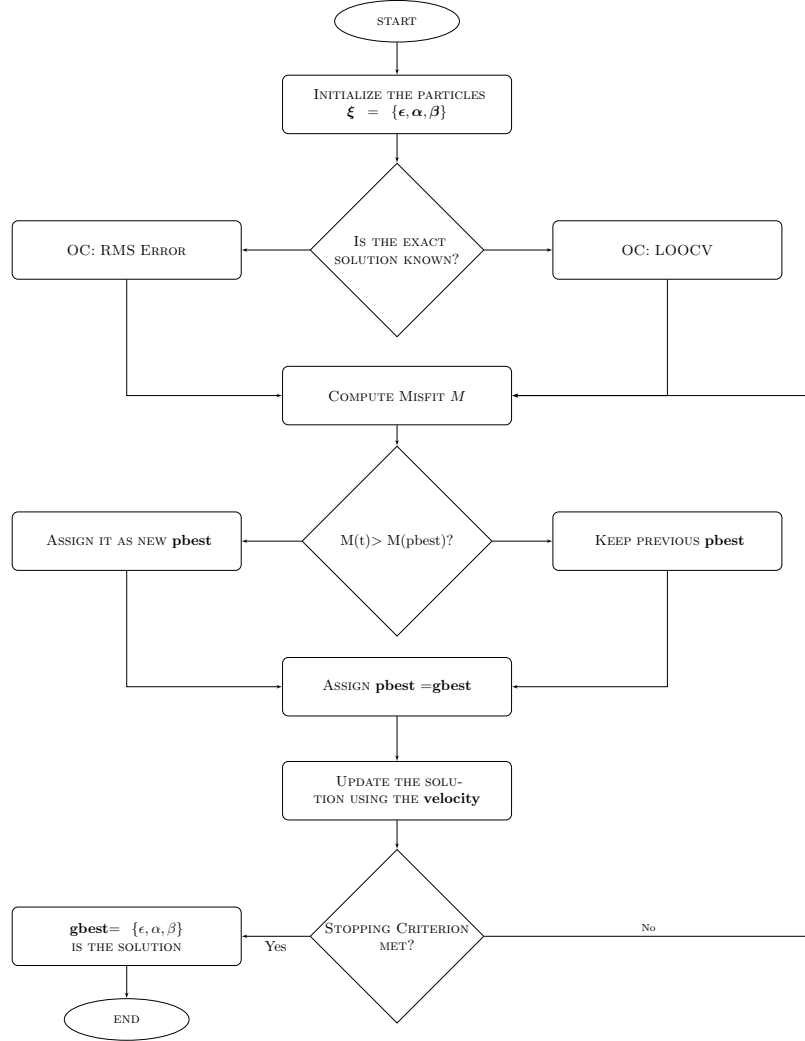 START
INITIALIZE THE PARTICLES
ξ = {ϵ, α, β}
IS THE EXACT
SOLUTION KNOWN?
OC: RMS ERROR
OC: LOOCV
COMPUTE MISFIT M
M(t)> M(pbest)?
ASSIGN IT AS NEW pbest
KEEP PREVIOUS pbest
ASSIGN pbest =gbest
UPDATE THE SOLU-
TION USING THE velocity
STOPPING CRITERION
MET?
Yes
No
gbest= {ϵ, α, β}
IS THE SOLUTION
END